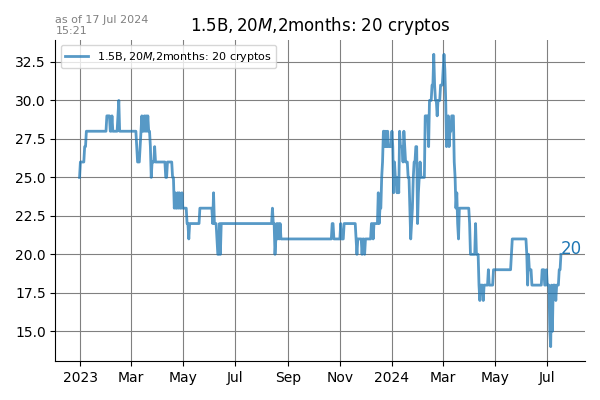 as of 17 Jul 2024
15:21
1.5B, 20M,2months: 20 cryptos
1.5B, 20M,2months: 20 cryptos
32.5
30.0
27.5
25.0
22.5
20.0
17.5
15.0
20
2023 Mar May Jul Sep Nov 2024 Mar May Jul